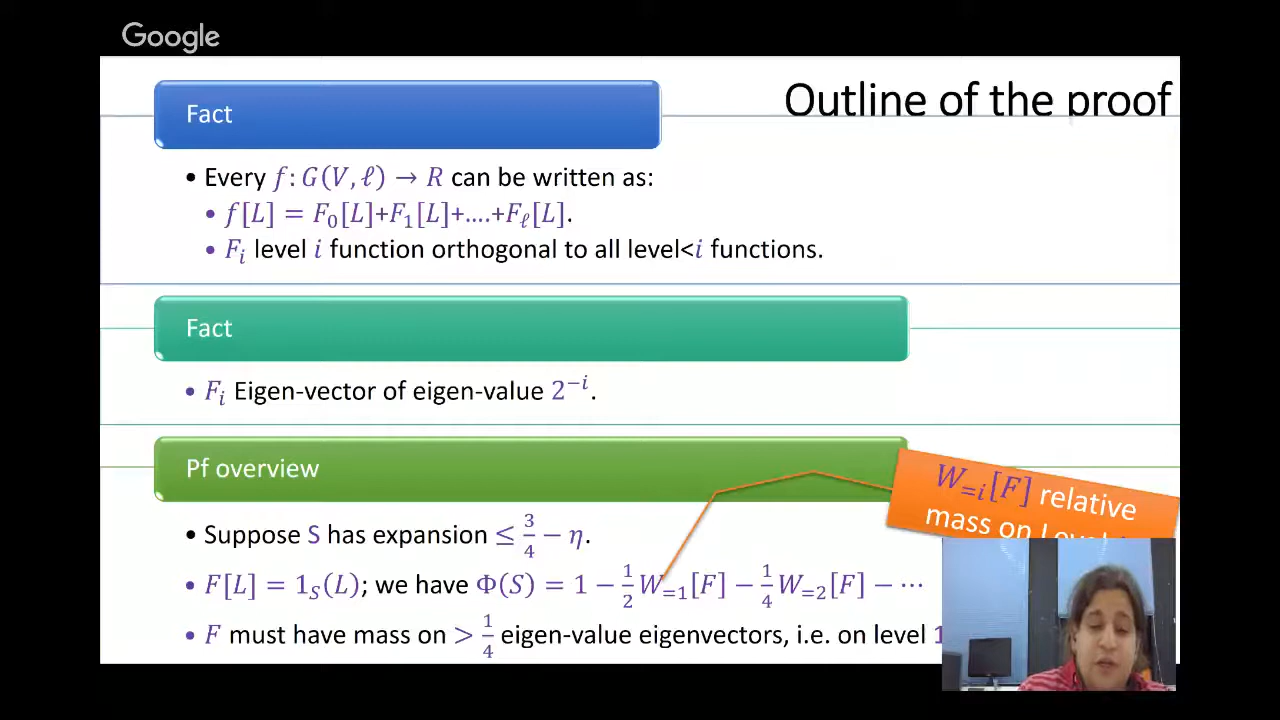 Google
Outline of the proof
Fact
• Every f: G(V, ℓ) → R can be written as:
• f[L] = F₀[L]+F₁[L]+....+F_ℓ[L].
• Fᵢ level i function orthogonal to all level<i functions.
Fact
• Fᵢ Eigen-vector of eigen-value 2⁻ⁱ.
Pf overview
W₌ᵢ[F] relative
mass on Level
• Suppose S has expansion ≤ 3/4 − η.
• F[L] = 1_S(L); we have Φ(S) = 1 − 1/2 W₌₁[F] − 1/4 W₌₂[F] − ⋯
• F must have mass on > 1/4 eigen-value eigenvectors, i.e. on level 1